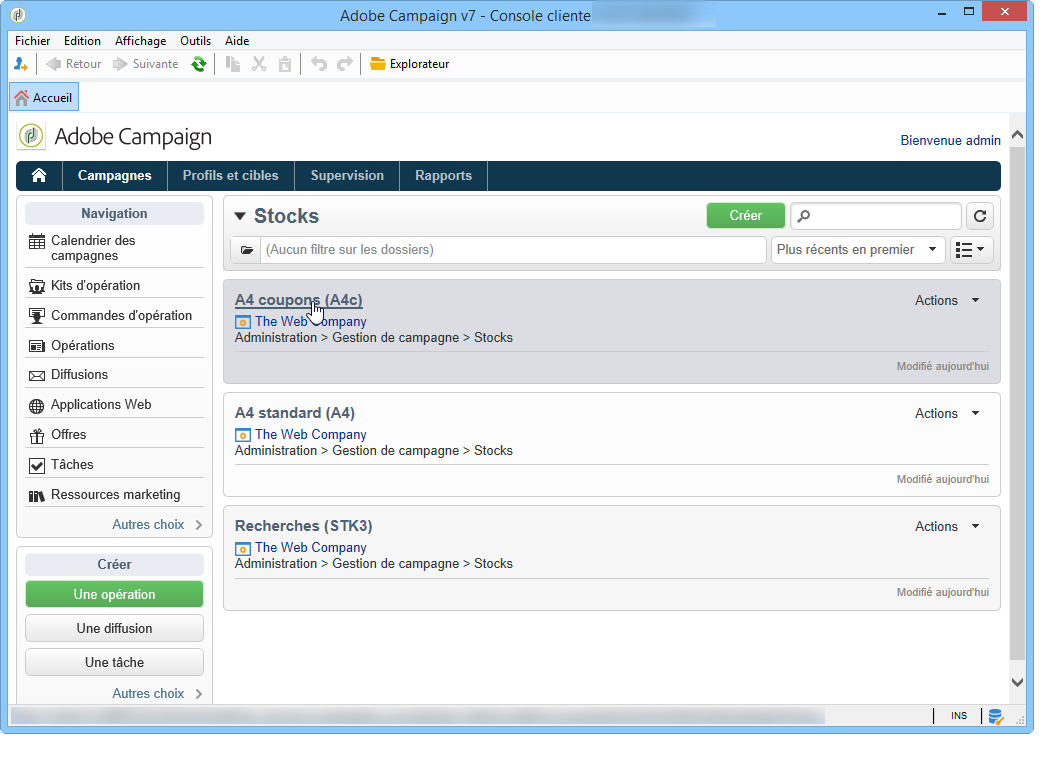 Adobe Campaign v7 - Console cliente
Fichier Edition Affichage Outils Aide
Retour Suivante Explorateur
Accueil
Adobe Campaign
Bienvenue admin
Campagnes Profils et cibles Supervision Rapports
Navigation
Calendrier des
campagnes
Kits d'opération
Commandes d'opération
Opérations
Diffusions
Applications Web
Offres
Tâches
Ressources marketing
Autres choix
Créer
Une opération
Une diffusion
Une tâche
Autres choix
Stocks
Créer
(Aucun filtre sur les dossiers)
Plus récents en premier
A4 coupons (A4c)
Actions
The Web Company
Administration > Gestion de campagne > Stocks
Modifié aujourd'hui
A4 standard (A4)
Actions
The Web Company
Administration > Gestion de campagne > Stocks
Modifié aujourd'hui
Recherches (STK3)
Actions
The Web Company
Administration > Gestion de campagne > Stocks
Modifié aujourd'hui
INS